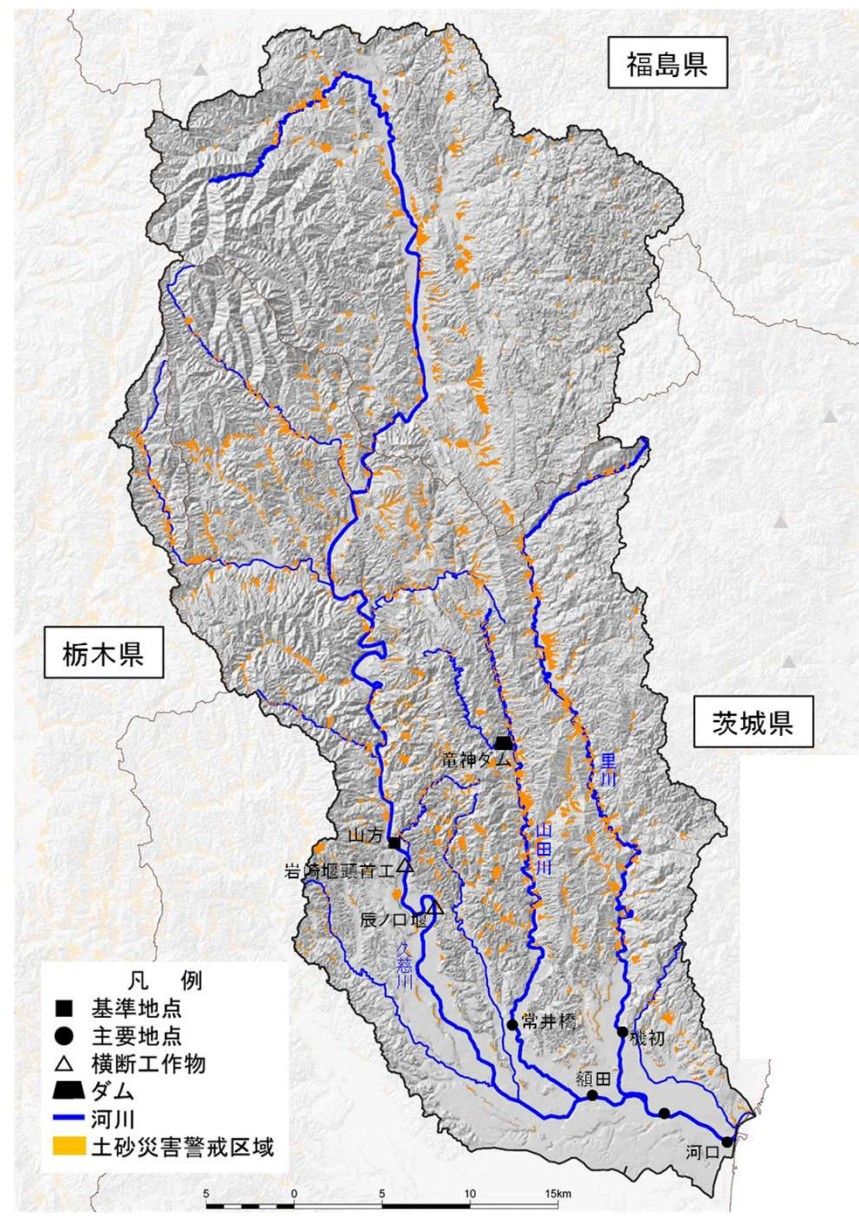 福島県
栃木県
茨城県
竜神ダム
里川
山田川
山方
岩崎堰頭首工
辰ノ口堰
久慈川
常井橋
機初
額田
河口
凡 例
基準地点
主要地点
横断工作物
ダム
河川
土砂災害警戒区域
5 0 5 10 15km